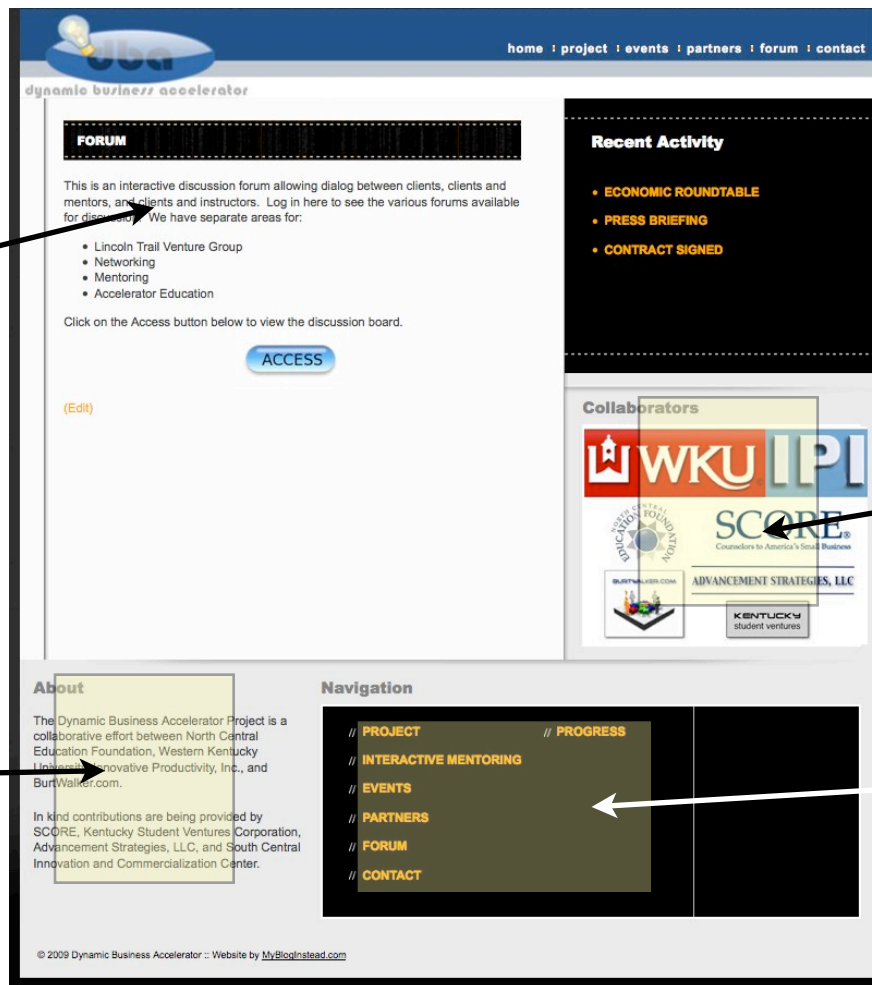 dba
dynamic business accelerator
home project events partners forum contact
FORUM
This is an interactive discussion forum allowing dialog between clients, clients and
mentors, and clients and instructors. Log in here to see the various forums available
for discussion. We have separate areas for:
• Lincoln Trail Venture Group
• Networking
• Mentoring
• Accelerator Education
Click on the Access button below to view the discussion board.
ACCESS
(Edit)
Recent Activity
• ECONOMIC ROUNDTABLE
• PRESS BRIEFING
• CONTRACT SIGNED
Collaborators
WKU IPI
NORTH CENTRAL EDUCATION FOUNDATION
SCORE®
Counselors to America's Small Business
BURTWALKER.COM
ADVANCEMENT STRATEGIES, LLC
KENTUCKY
student ventures
About
The Dynamic Business Accelerator Project is a
collaborative effort between North Central
Education Foundation, Western Kentucky
University, Innovative Productivity, Inc., and
BurtWalker.com.
In kind contributions are being provided by
SCORE, Kentucky Student Ventures Corporation,
Advancement Strategies, LLC, and South Central
Innovation and Commercialization Center.
Navigation
// PROJECT // PROGRESS
// INTERACTIVE MENTORING
// EVENTS
// PARTNERS
// FORUM
// CONTACT
© 2009 Dynamic Business Accelerator :: Website by MyBlogInstead.com